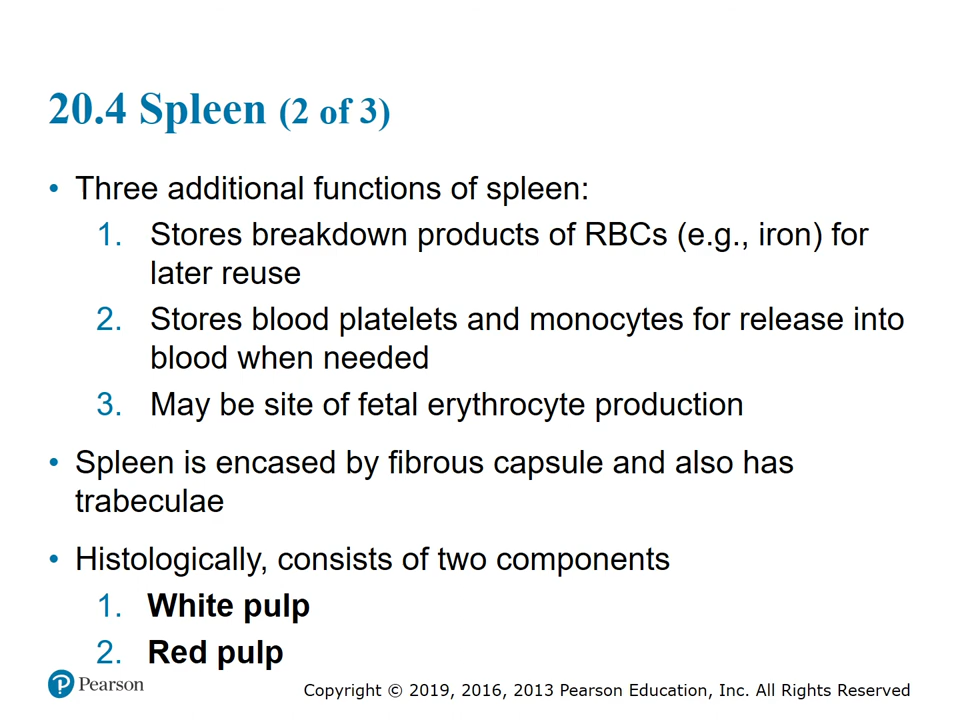 20.4 Spleen (2 of 3)
• Three additional functions of spleen:
1. Stores breakdown products of RBCs (e.g., iron) for
later reuse
2. Stores blood platelets and monocytes for release into
blood when needed
3. May be site of fetal erythrocyte production
• Spleen is encased by fibrous capsule and also has
trabeculae
• Histologically, consists of two components
1. White pulp
2. Red pulp
Pearson
Copyright © 2019, 2016, 2013 Pearson Education, Inc. All Rights Reserved